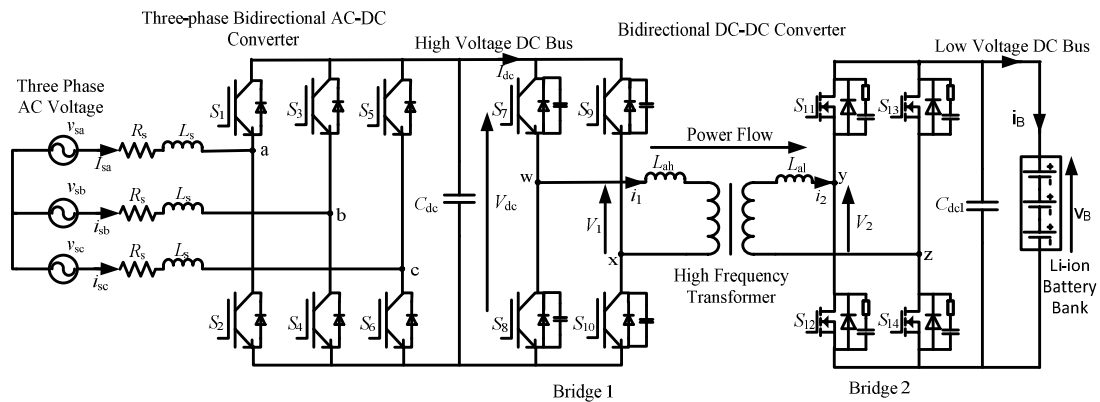 Three-phase Bidirectional AC-DC
Converter
High Voltage DC Bus
Bidirectional DC-DC Converter
Low Voltage DC Bus
Three Phase
AC Voltage
Idc
S1
S3
S5
S7
S9
S11
S13
vsa
Rs
Ls
Isa
a
Power Flow
iB
Lah
Lal
w
y
i1
i2
vsb
Rs
Ls
isb
b
Cdc
Vdc
V1
V2
Cdc1
vB
vsc
Rs
Ls
isc
c
x
z
High Frequency
Transformer
Li-ion
Battery
Bank
S2
S4
S6
S8
S10
S12
S14
Bridge 1
Bridge 2